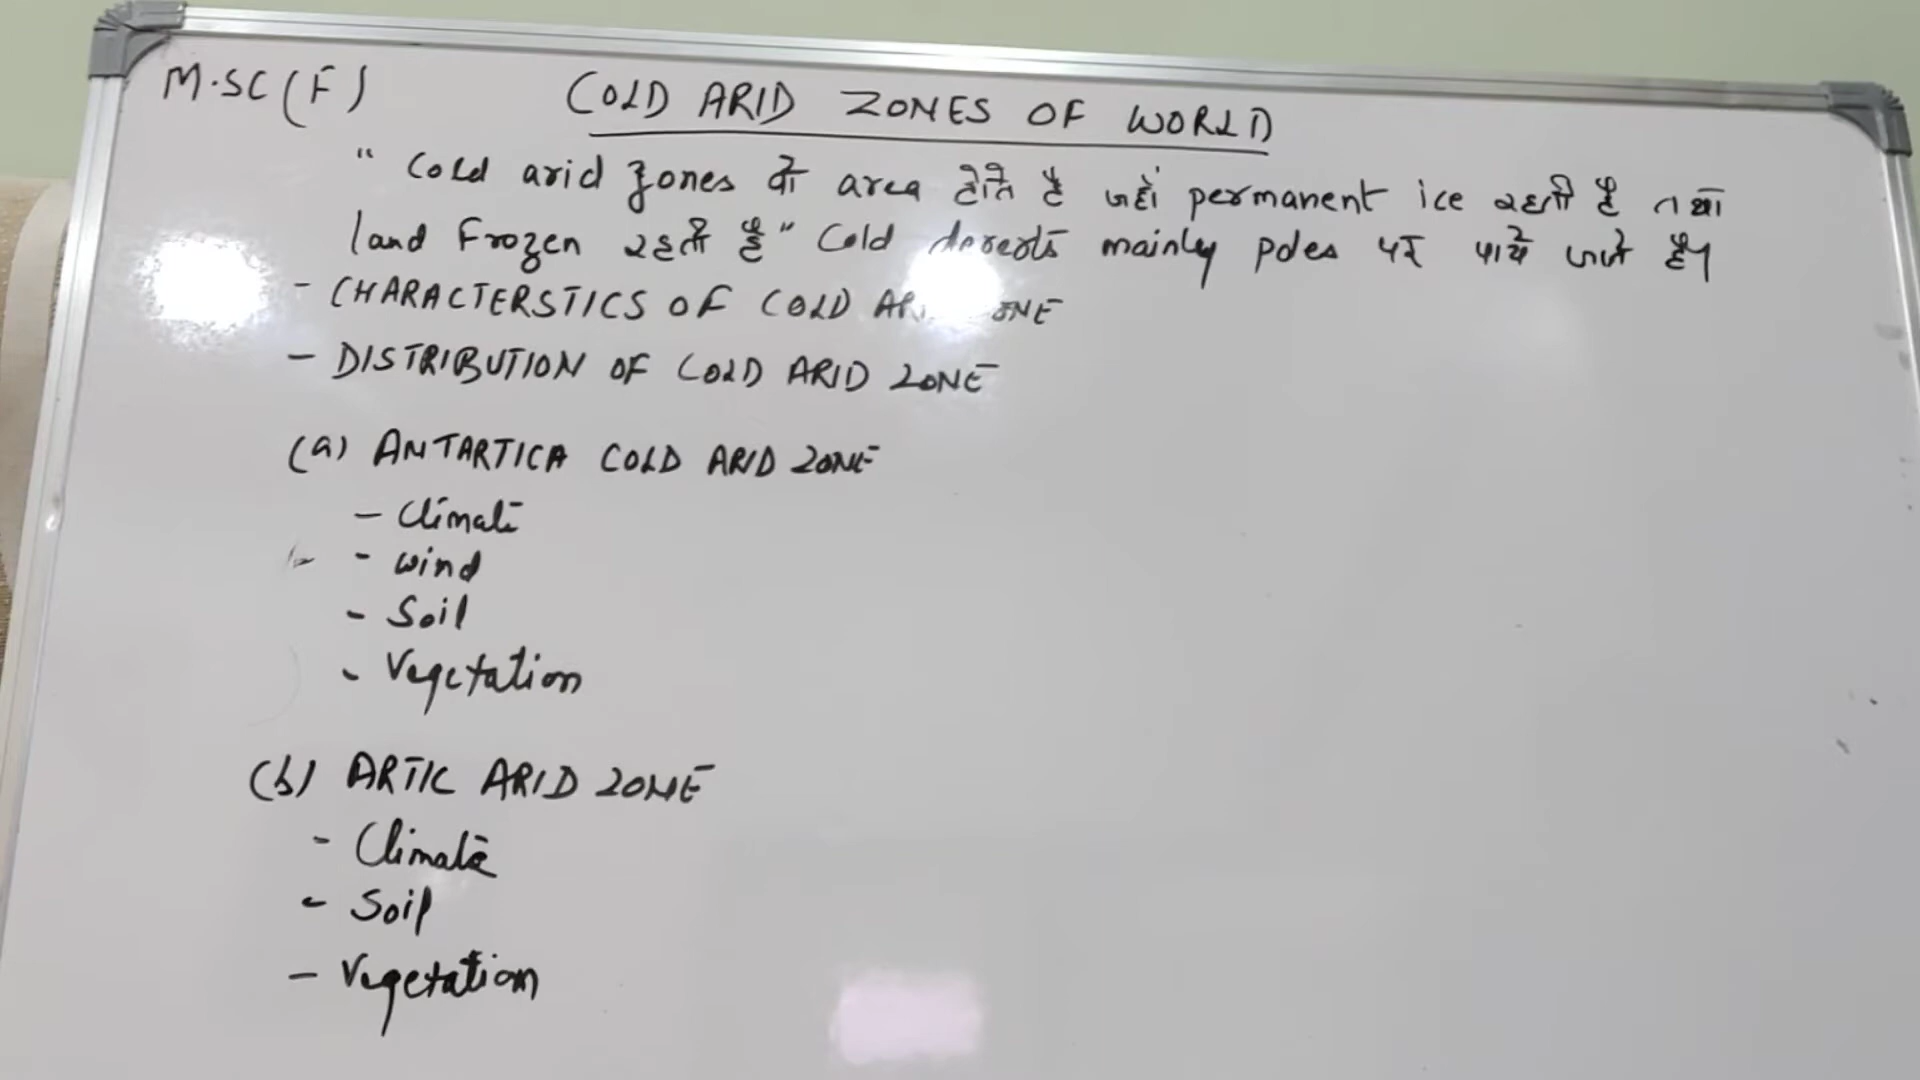 M.SC (F)
COLD ARID ZONES OF WORLD
" Cold arid zones वो area होते है जहाँ permanent ice रहती है तथा
land Frozen रहती है" Cold deserts mainly poles पर पाये जाते है।
- CHARACTERSTICS OF COLD AR ONE
- DISTRIBUTION OF COLD ARID ZONE
(a) ANTARTICA COLD ARID ZONE
- Climate
- wind
- Soil
- Vegetation
(b) ARTIC ARID ZONE
- Climate
- Soil
- Vegetation